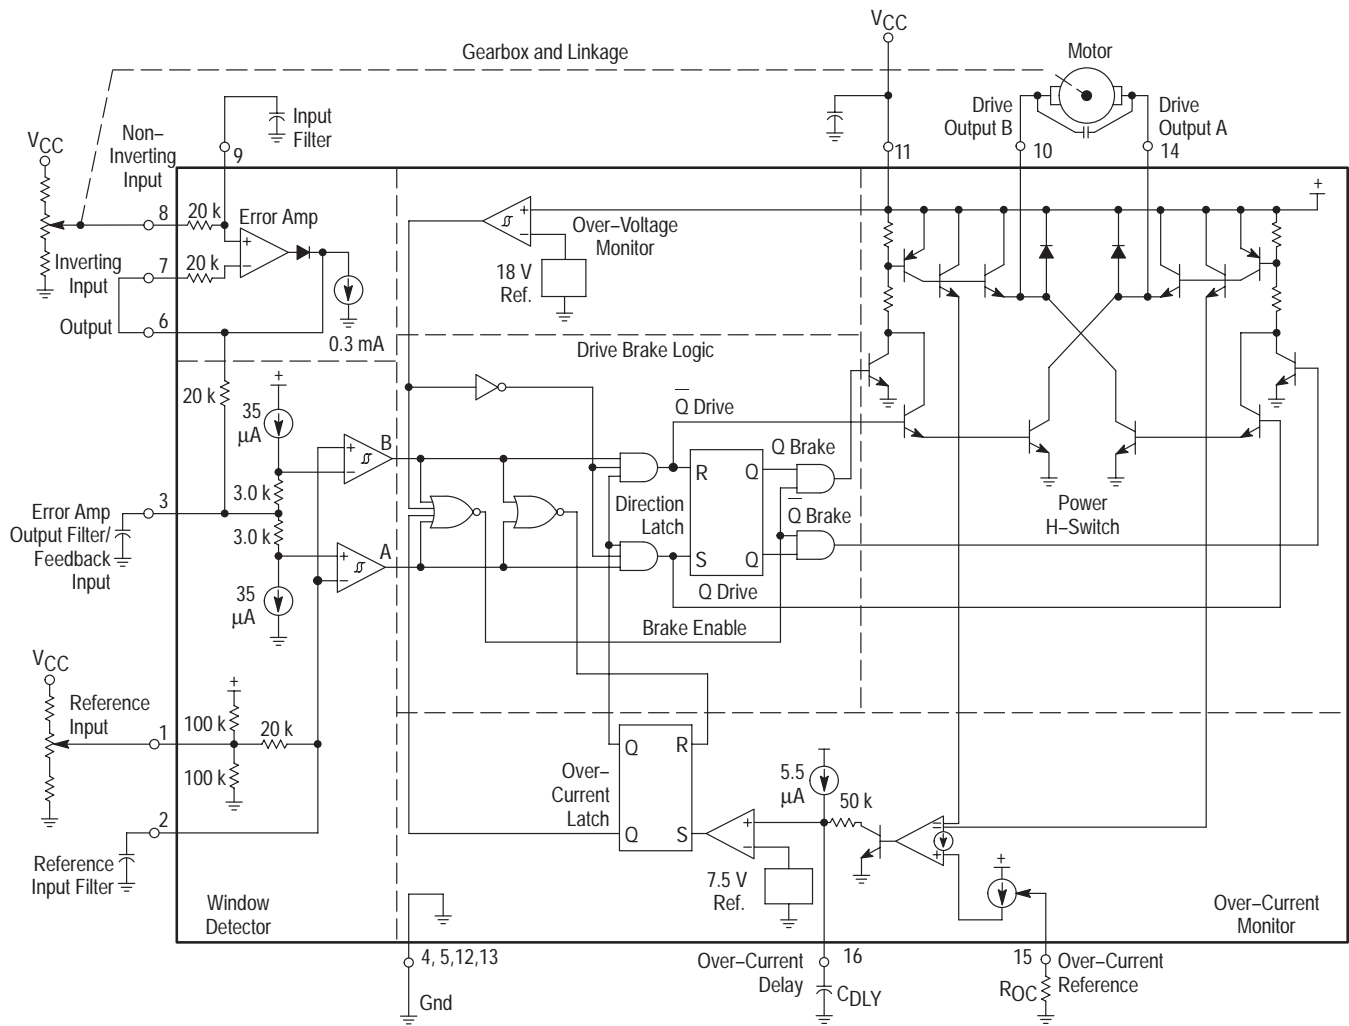 VCC
Gearbox and Linkage
Motor
Input
Filter
Non–
Inverting
Input
VCC
9
Drive
Output B
Drive
Output A
11
10
14
8
20 k
Error Amp
+
–
+
–
Over–Voltage
Monitor
+
Inverting
Input
7
20 k
18 V
Ref.
Output
6
0.3 mA
Drive Brake Logic
+
20 k
35
µA
Q Drive
B
+
–
Q Brake
R
Q
3.0 k
3
Error Amp
Output Filter/
Feedback
Input
Direction
Latch
Q Brake
Power
H–Switch
3.0 k
A
+
–
S
Q
35
µA
Q Drive
Brake Enable
VCC
Reference
Input
+
100 k
20 k
1
100 k
Q
R
Over–
Current
Latch
Q
S
5.5
µA
50 k
+
–
–
+
2
Reference
Input Filter
7.5 V
Ref.
+
Window
Detector
Over–Current
Monitor
4, 5,12,13
Gnd
Over–Current
Delay
16
CDLY
15
Over–Current
Reference
ROC